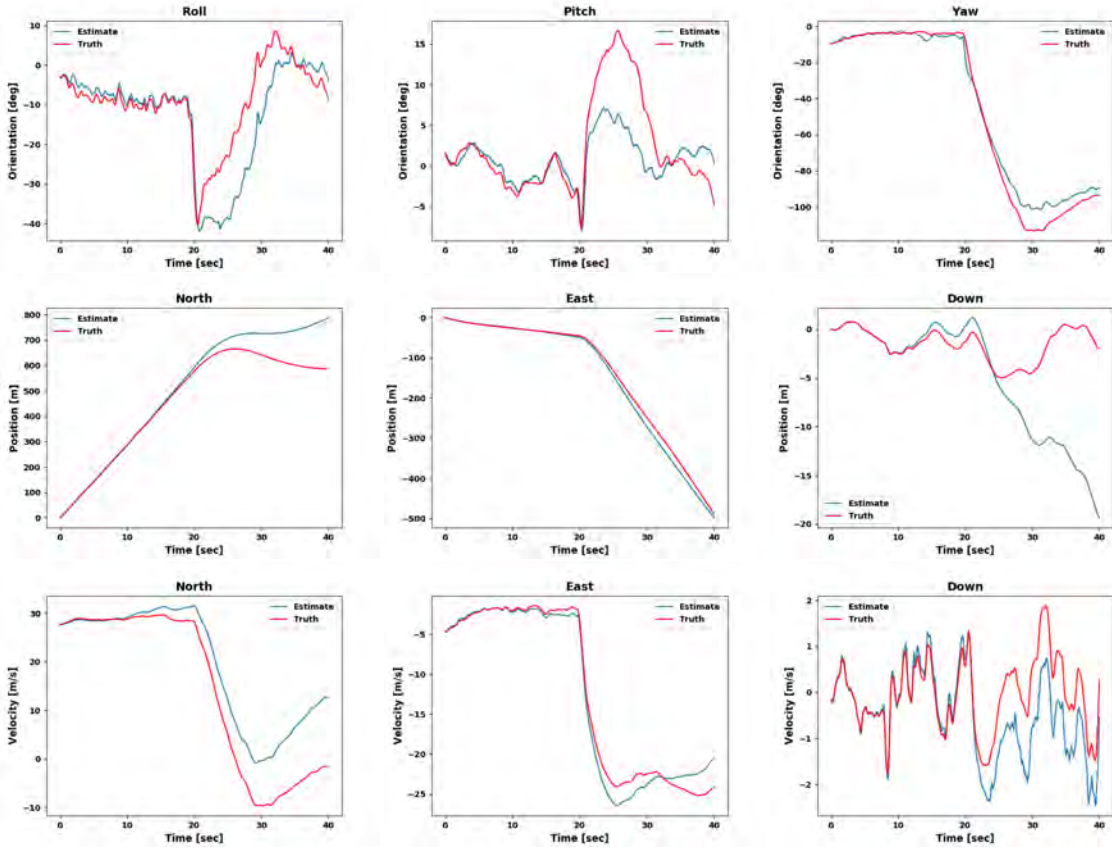 Roll
Estimate
Truth
Orientation [deg]
10
0
−10
−20
−30
−40
0 10 20 30 40
Time [sec]
Pitch
Estimate
Truth
Orientation [deg]
15
10
5
0
−5
0 10 20 30 40
Time [sec]
Yaw
Estimate
Truth
Orientation [deg]
0
−20
−40
−60
−80
−100
0 10 20 30 40
Time [sec]
North
Estimate
Truth
Position [m]
800
700
600
500
400
300
200
100
0
0 10 20 30 40
Time [sec]
East
Estimate
Truth
Position [m]
0
−100
−200
−300
−400
−500
0 10 20 30 40
Time [sec]
Down
Estimate
Truth
Position [m]
0
−5
−10
−15
−20
0 10 20 30 40
Time [sec]
North
Estimate
Truth
Velocity [m/s]
30
20
10
0
−10
0 10 20 30 40
Time [sec]
East
Estimate
Truth
Velocity [m/s]
−5
−10
−15
−20
−25
0 10 20 30 40
Time [sec]
Down
Estimate
Truth
Velocity [m/s]
2
1
0
−1
−2
0 10 20 30 40
Time [sec]